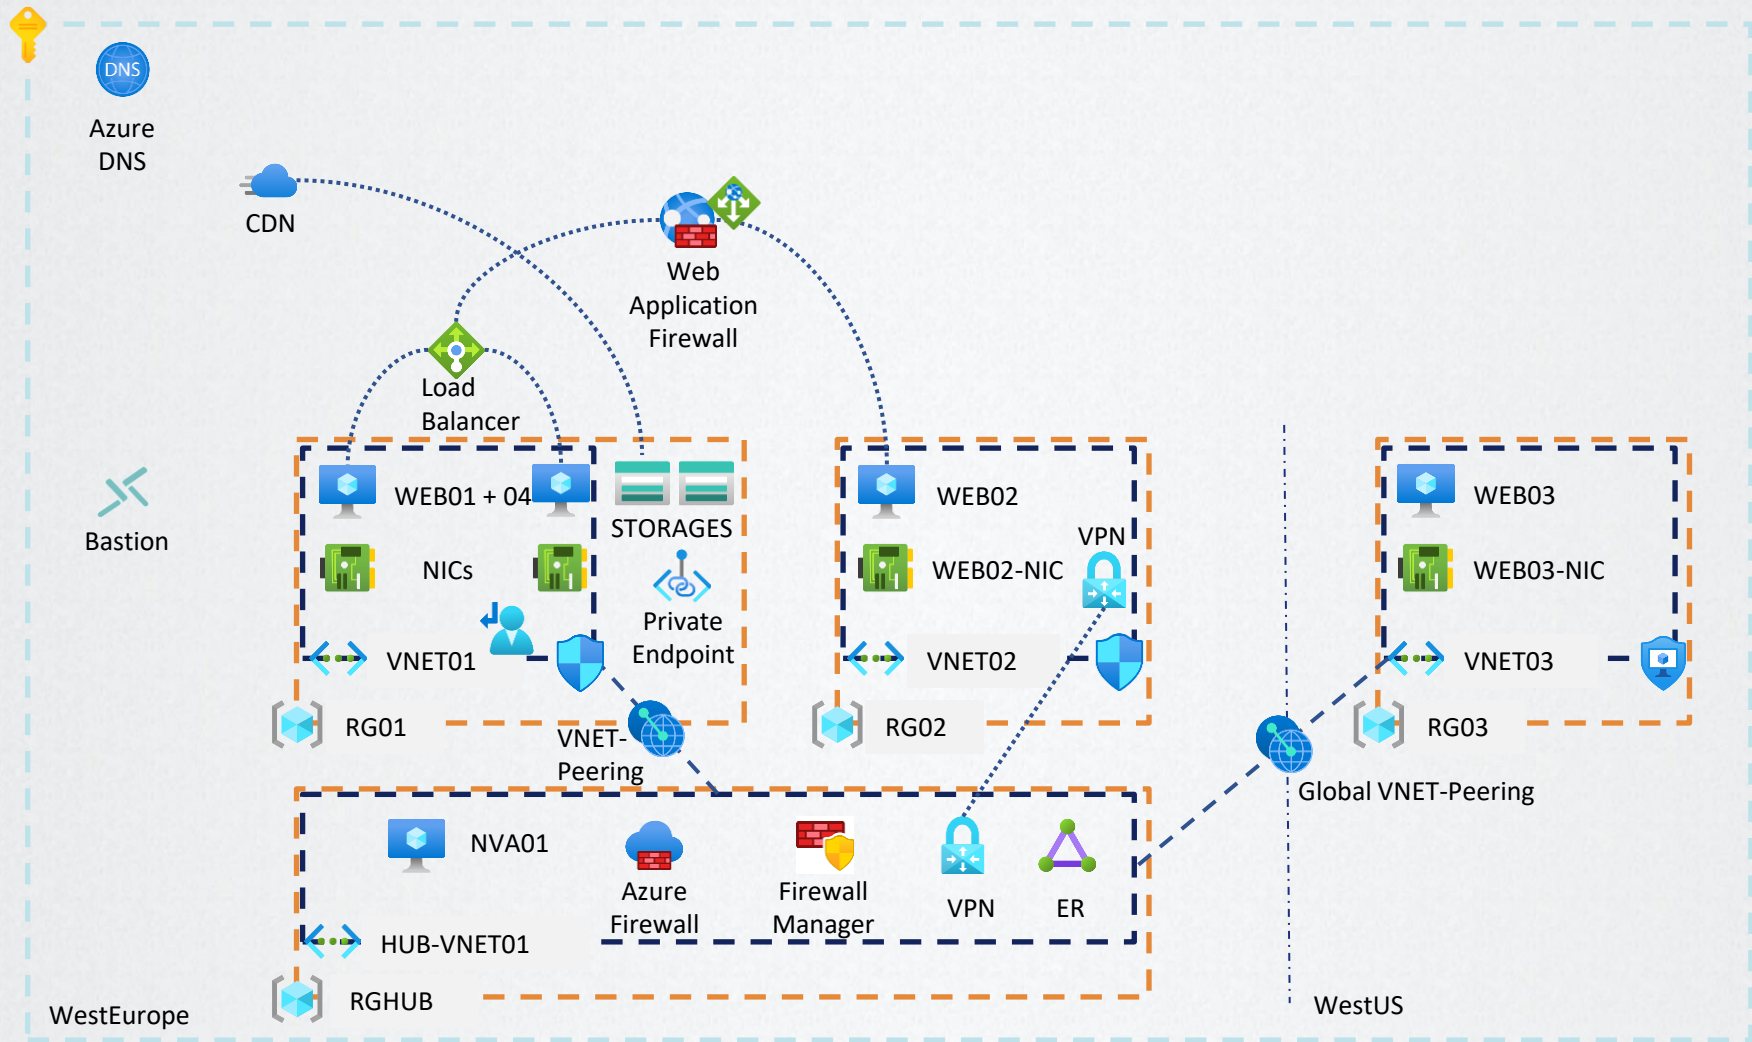 DNS
Azure
DNS
CDN
Web
Application
Firewall
Load
Balancer
WEB01 + 04
STORAGES
WEB02
WEB03
VPN
Bastion
NICs
WEB02-NIC
WEB03-NIC
Private
Endpoint
VNET01
VNET02
VNET03
RG01
RG02
RG03
VNET-
Peering
Global VNET-Peering
NVA01
Azure
Firewall
Firewall
Manager
VPN
ER
HUB-VNET01
RGHUB
WestEurope
WestUS